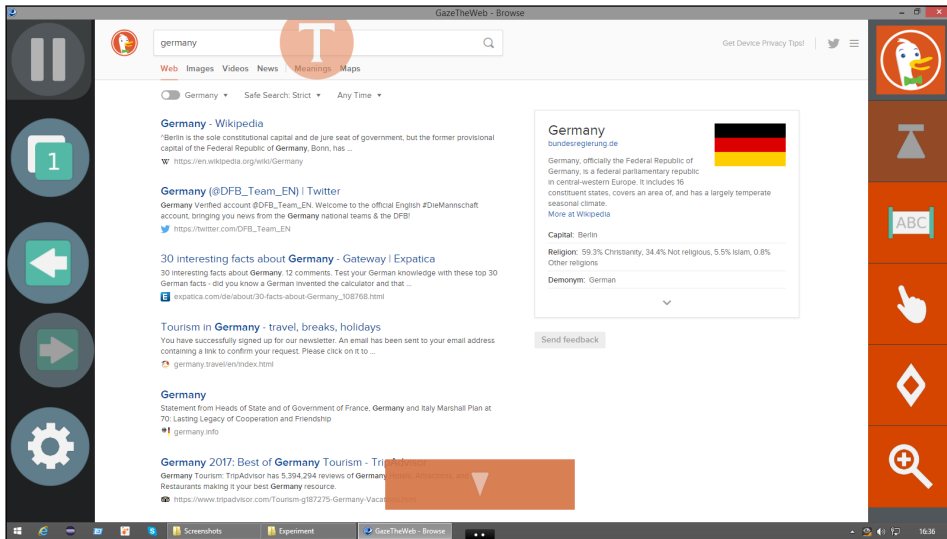 GazeTheWeb - Browse
germany
T
Get Device Privacy Tips!
Web Images Videos News Meanings Maps
Germany Safe Search: Strict Any Time
1
ABC
Germany - Wikipedia
^Berlin is the sole constitutional capital and de jure seat of government, but the former provisional
capital of the Federal Republic of Germany, Bonn, has ...
W https://en.wikipedia.org/wiki/Germany
Germany (@DFB_Team_EN) | Twitter
Germany Verified account @DFB_Team_EN. Welcome to the official English #DieMannschaft
account, bringing you news from the Germany national teams & the DFB!
https://twitter.com/DFB_Team_EN
30 interesting facts about Germany - Gateway | Expatica
30 interesting facts about Germany. 12 comments. Test your German knowledge with these top 30
German facts - did you know a German invented the calculator and that ...
E expatica.com/de/about/30-facts-about-Germany_108768.html
Tourism in Germany - travel, breaks, holidays
You have successfully signed up for our newsletter. An email has been sent to your email address
containing a link to confirm your request. Please click on it to ...
germany.travel/en/index.html
Germany
Statement from Heads of State and of Government of France, Germany and Italy Marshall Plan at
70: Lasting Legacy of Cooperation and Friendship
germany.info
Germany 2017: Best of Germany Tourism - TripAdvisor
Germany Tourism: TripAdvisor has 5,394,294 reviews of Germany
Restaurants making it your best Germany resource.
https://www.tripadvisor.com/Tourism-g187275-Germany-Vacations.html
Germany
bundesregierung.de
Germany, officially the Federal Republic of
Germany, is a federal parliamentary republic
in central-western Europe. It includes 16
constituent states, covers an area of, and has a largely temperate
seasonal climate.
More at Wikipedia
Capital: Berlin
Religion: 59.3% Christianity, 34.4% Not religious, 5.5% Islam, 0.8%
Other religions
Demonym: German
Send feedback
Screenshots
Experiment
GazeTheWeb - Browse
16:36